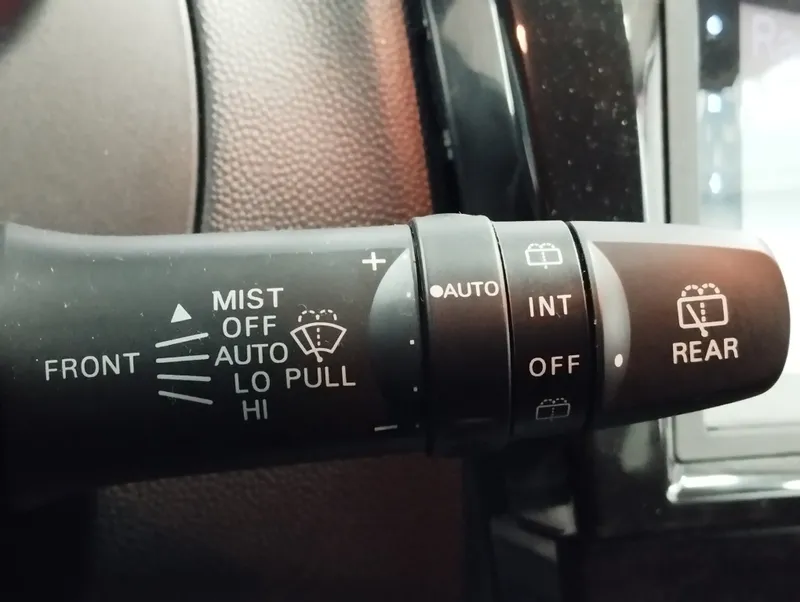 FRONT
MIST
OFF
AUTO
LO
HI
PULL
+
−
AUTO
INT
OFF
REAR